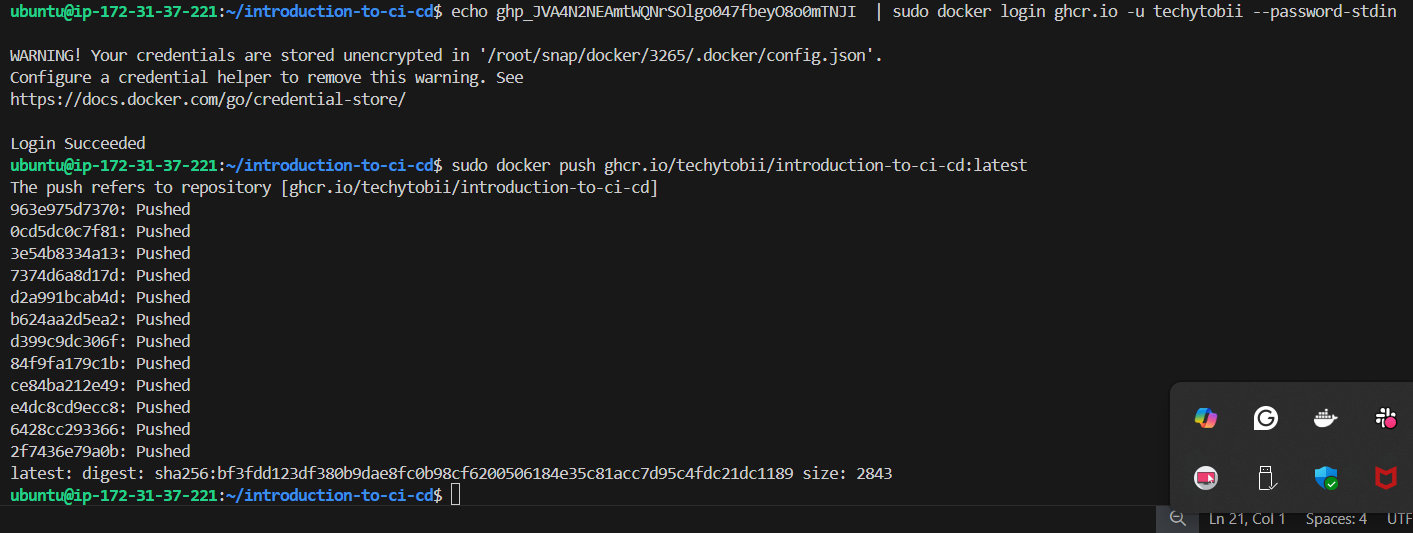 ubuntu@ip-172-31-37-221:~/introduction-to-ci-cd$ echo 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 | sudo docker login ghcr.io -u techytobii --password-stdin
WARNING! Your credentials are stored unencrypted in '/root/snap/docker/3265/.docker/config.json'.
Configure a credential helper to remove this warning. See
https://docs.docker.com/go/credential-store/
Login Succeeded
ubuntu@ip-172-31-37-221:~/introduction-to-ci-cd$ sudo docker push ghcr.io/techytobii/introduction-to-ci-cd:latest
The push refers to repository [ghcr.io/techytobii/introduction-to-ci-cd]
963e975d7370: Pushed
0cd5dc0c7f81: Pushed
3e54b8334a13: Pushed
7374d6a8d17d: Pushed
d2a991bcab4d: Pushed
b624aa2d5ea2: Pushed
d399c9dc306f: Pushed
84f9fa179c1b: Pushed
ce84ba212e49: Pushed
e4dc8cd9ecc8: Pushed
6428cc293366: Pushed
2f7436e79a0b: Pushed
latest: digest: sha256:bf3fdd123df380b9dae8fc0b98cf6200506184e35c81acc7d95c4fdc21dc1189 size: 2843
ubuntu@ip-172-31-37-221:~/introduction-to-ci-cd$
Ln 21, Col 1 Spaces: 4 UTF